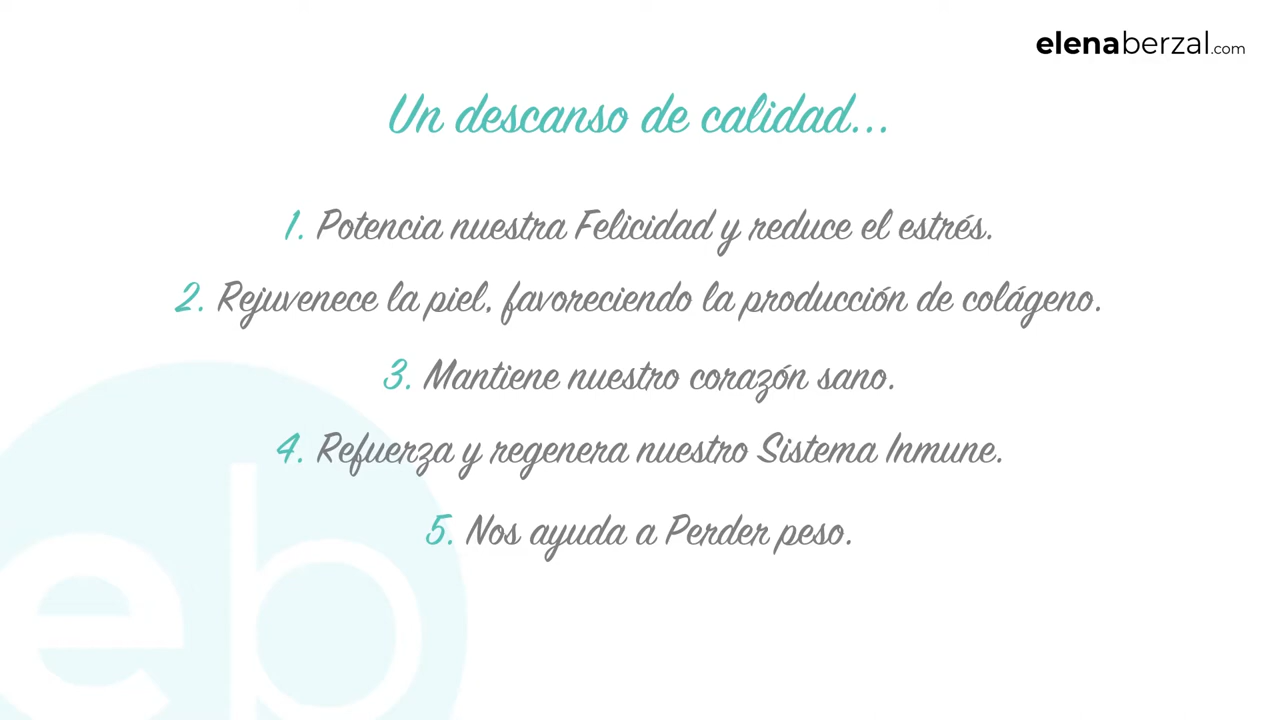 elenaberzal.com
Un descanso de calidad...
1. Potencia nuestra Felicidad y reduce el estrés.
2. Rejuvenece la piel, favoreciendo la producción de colágeno.
3. Mantiene nuestro corazón sano.
4. Refuerza y regenera nuestro Sistema Inmune.
5. Nos ayuda a Perder peso.
eb